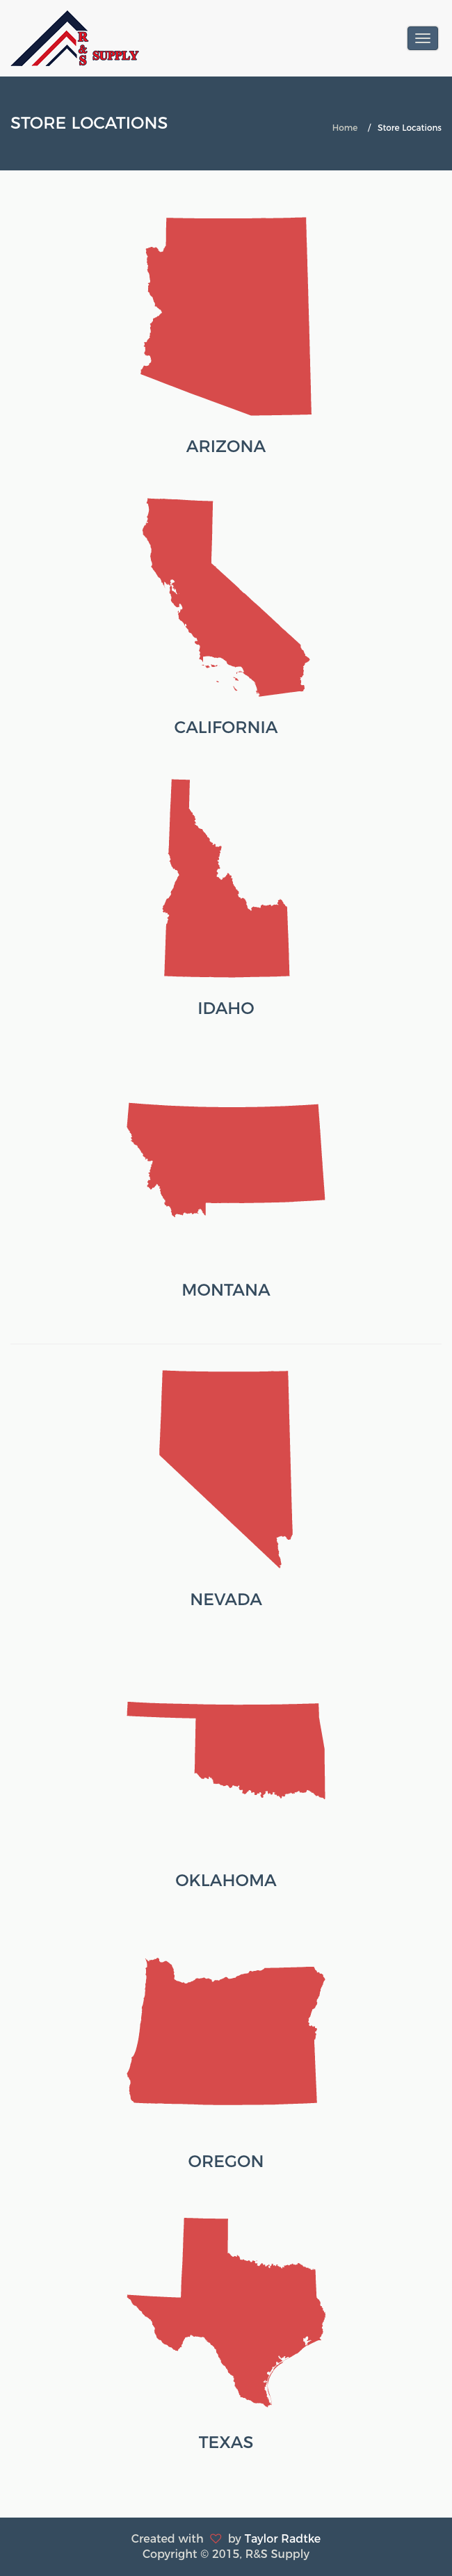 R & S SUPPLY
STORE LOCATIONS
Home / Store Locations
ARIZONA
CALIFORNIA
IDAHO
MONTANA
NEVADA
OKLAHOMA
OREGON
TEXAS
Created with ♡ by Taylor Radtke
Copyright © 2015, R&S Supply